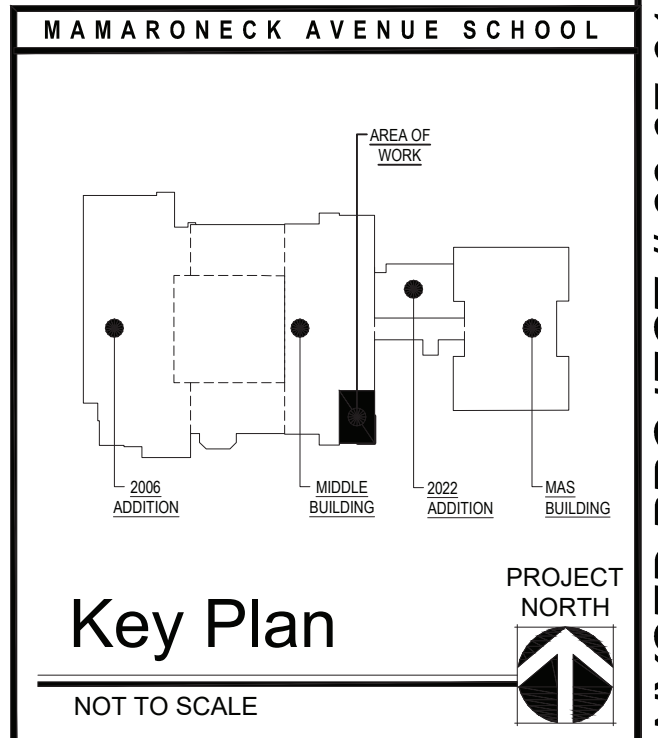 MAMARONECK AVENUE SCHOOL
AREA OF
WORK
2006
ADDITION
MIDDLE
BUILDING
2022
ADDITION
MAS
BUILDING
Key Plan
PROJECT
NORTH
NOT TO SCALE